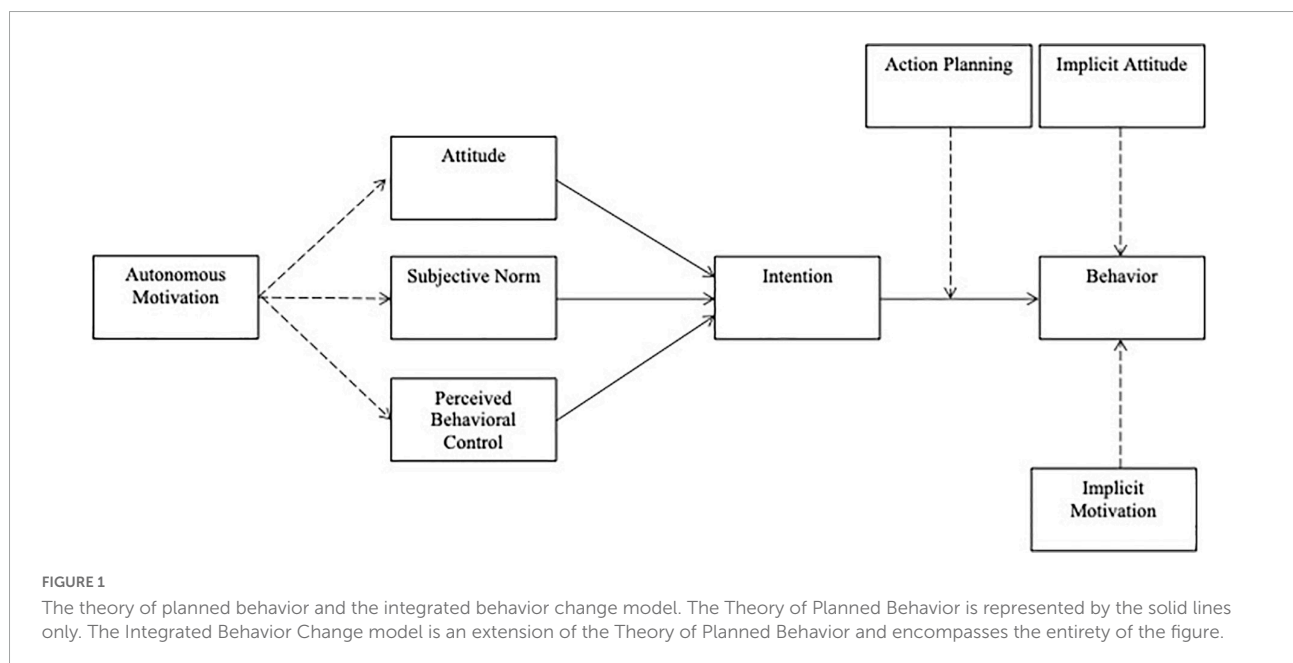 Action Planning
Implicit Attitude
Attitude
Autonomous
Motivation
Subjective Norm
Intention
Behavior
Perceived
Behavioral
Control
Implicit
Motivation
FIGURE 1
The theory of planned behavior and the integrated behavior change model. The Theory of Planned Behavior is represented by the solid lines
only. The Integrated Behavior Change model is an extension of the Theory of Planned Behavior and encompasses the entirety of the figure.